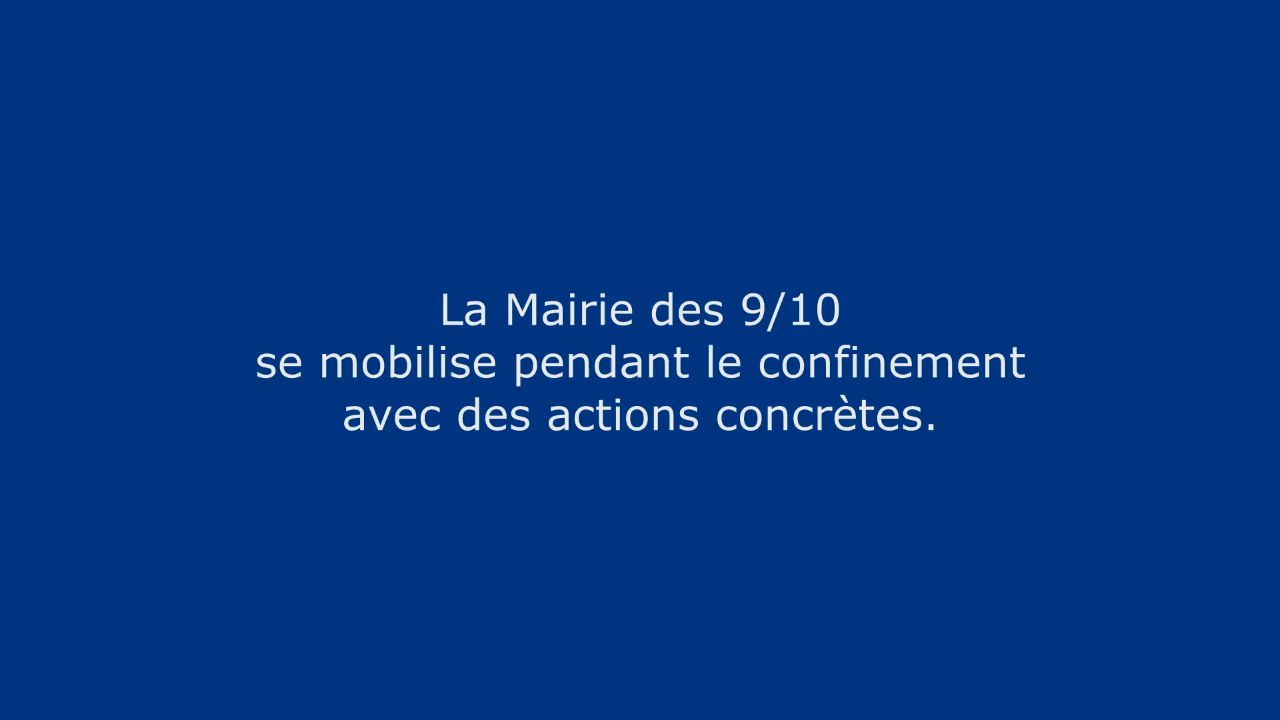 La Mairie des 9/10
se mobilise pendant le confinement
avec des actions concrètes.